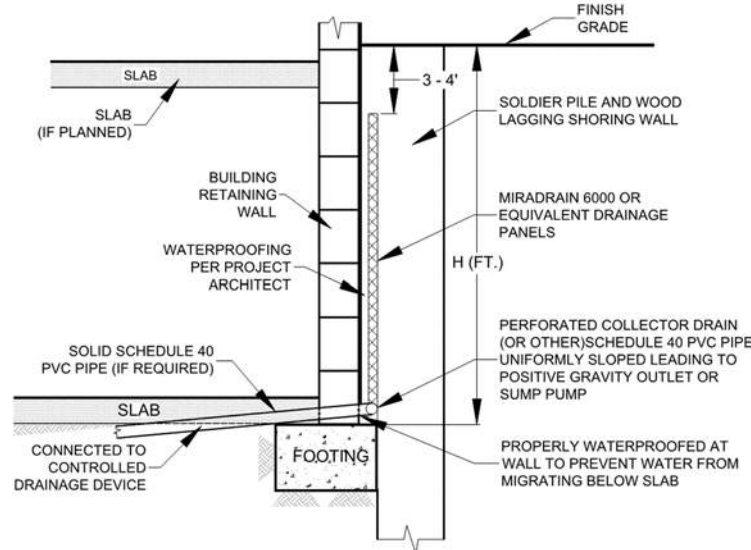 FINISH
GRADE
SLAB
3 - 4'
SLAB
(IF PLANNED)
SOLDIER PILE AND WOOD
LAGGING SHORING WALL
BUILDING
RETAINING
WALL
MIRADRAIN 6000 OR
EQUIVALENT DRAINAGE
PANELS
WATERPROOFING
PER PROJECT
ARCHITECT
H (FT.)
PERFORATED COLLECTOR DRAIN
(OR OTHER)SCHEDULE 40 PVC PIPE
UNIFORMLY SLOPED LEADING TO
POSITIVE GRAVITY OUTLET OR
SUMP PUMP
SOLID SCHEDULE 40
PVC PIPE (IF REQUIRED)
SLAB
CONNECTED TO
CONTROLLED
DRAINAGE DEVICE
FOOTING
PROPERLY WATERPROOFED AT
WALL TO PREVENT WATER FROM
MIGRATING BELOW SLAB